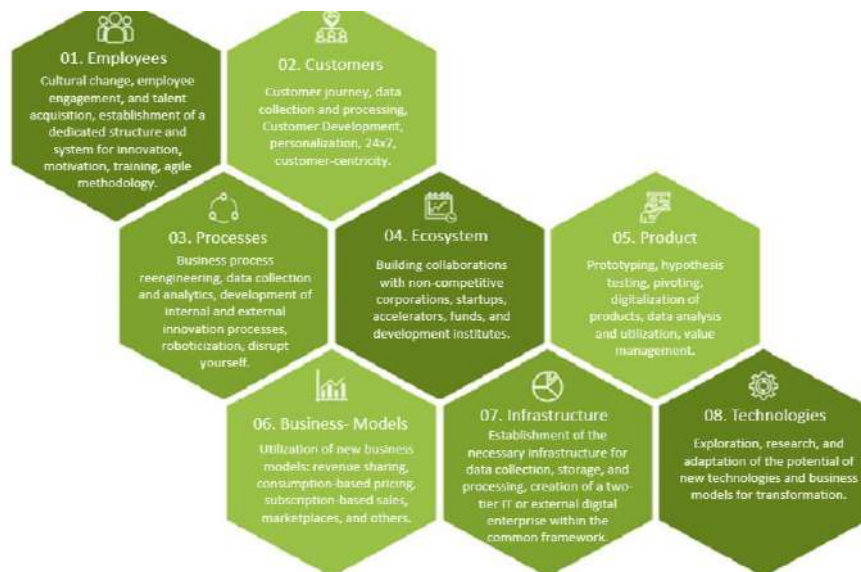 01. Employees
Cultural change, employee
engagement, and talent
acquisition, establishment of a
dedicated structure and
system for innovation,
motivation, training, agile
methodology.
02. Customers
Customer journey, data
collection and processing,
Customer Development,
personalization, 24x7,
customer-centricity.
03. Processes
Business process
reengineering, data collection
and analytics, development of
internal and external
innovation processes,
roboticization, disrupt
yourself.
04. Ecosystem
Building collaborations
with non-competitive
corporations, startups,
accelerators, funds, and
development institutes.
05. Product
Prototyping, hypothesis
testing, pivoting,
digitalization of
products, data analysis
and utilization, value
management.
06. Business- Models
Utilization of new business
models: revenue sharing,
consumption-based pricing,
subscription-based sales,
marketplaces, and others.
07. Infrastructure
Establishment of the
necessary infrastructure for
data collection, storage, and
processing, creation of a two-
tier IT or external digital
enterprise within the
common framework.
08. Technologies
Exploration, research, and
adaptation of the potential of
new technologies and business
models for transformation.